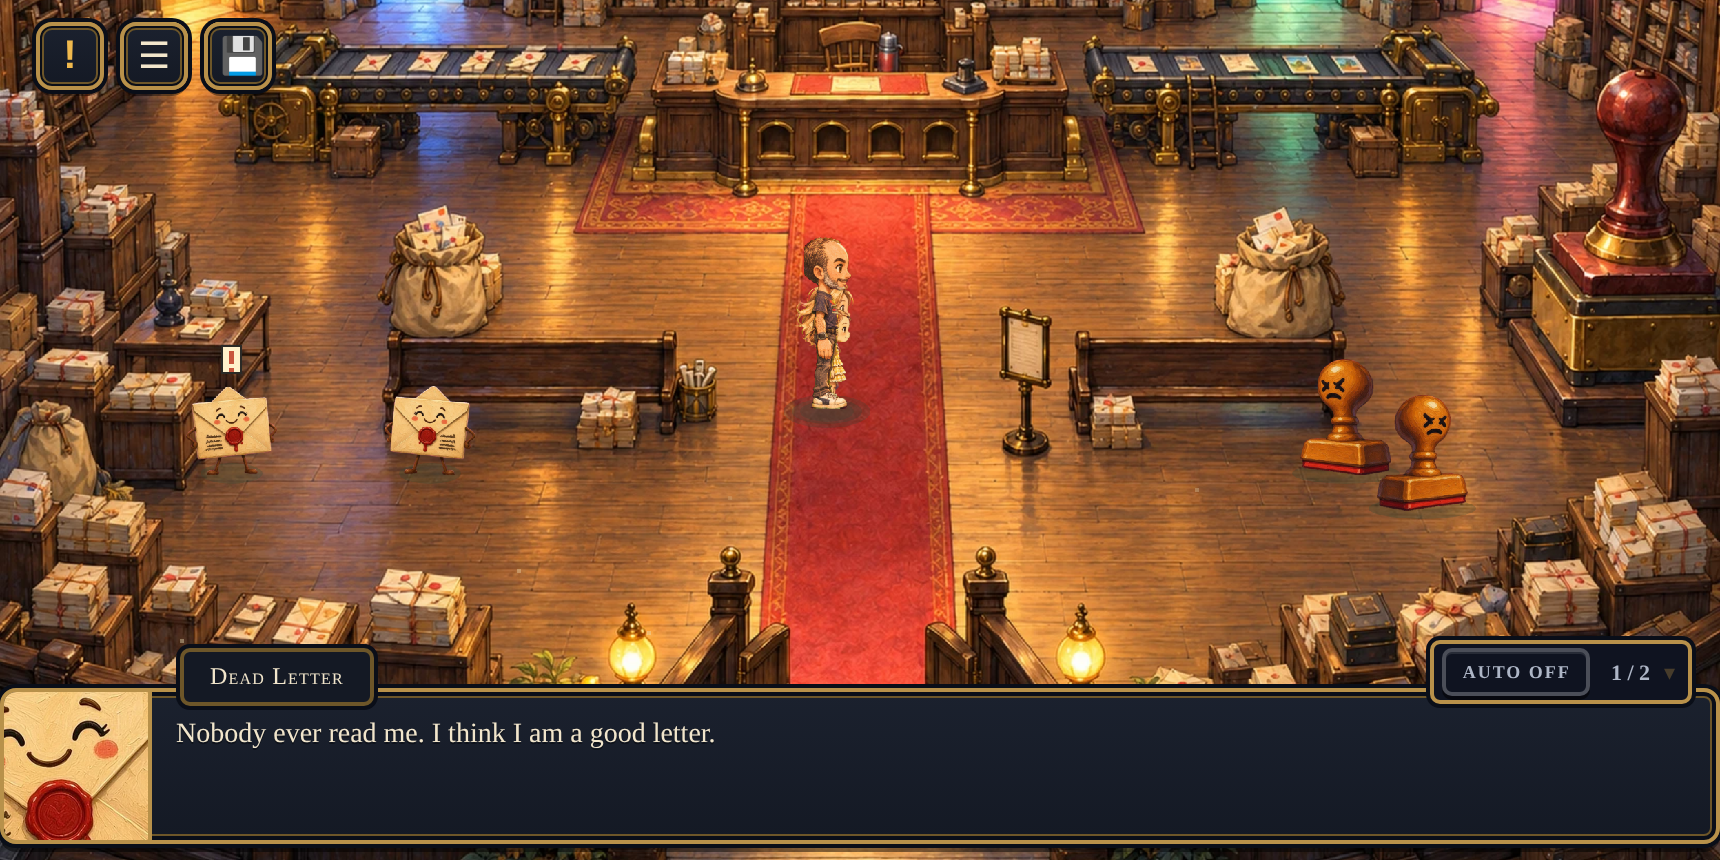 !
DEAD LETTER
AUTO OFF
1 / 2
Nobody ever read me. I think I am a good letter.